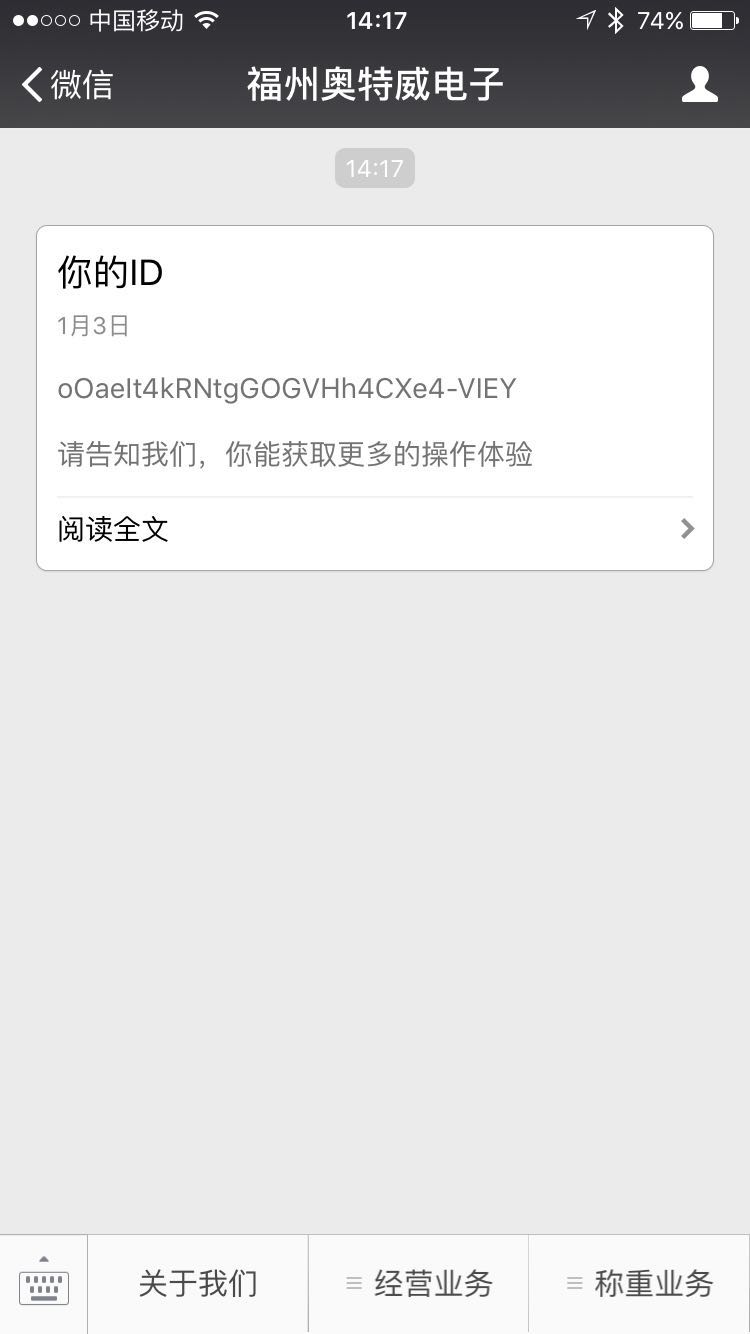 中国移动 14:17 74%
微信 福州奥特威电子
14:17
你的ID
1月3日
oOaeIt4kRNtgGOGVHh4CXe4-VIEY
请告知我们，你能获取更多的操作体验
阅读全文
关于我们 经营业务 称重业务